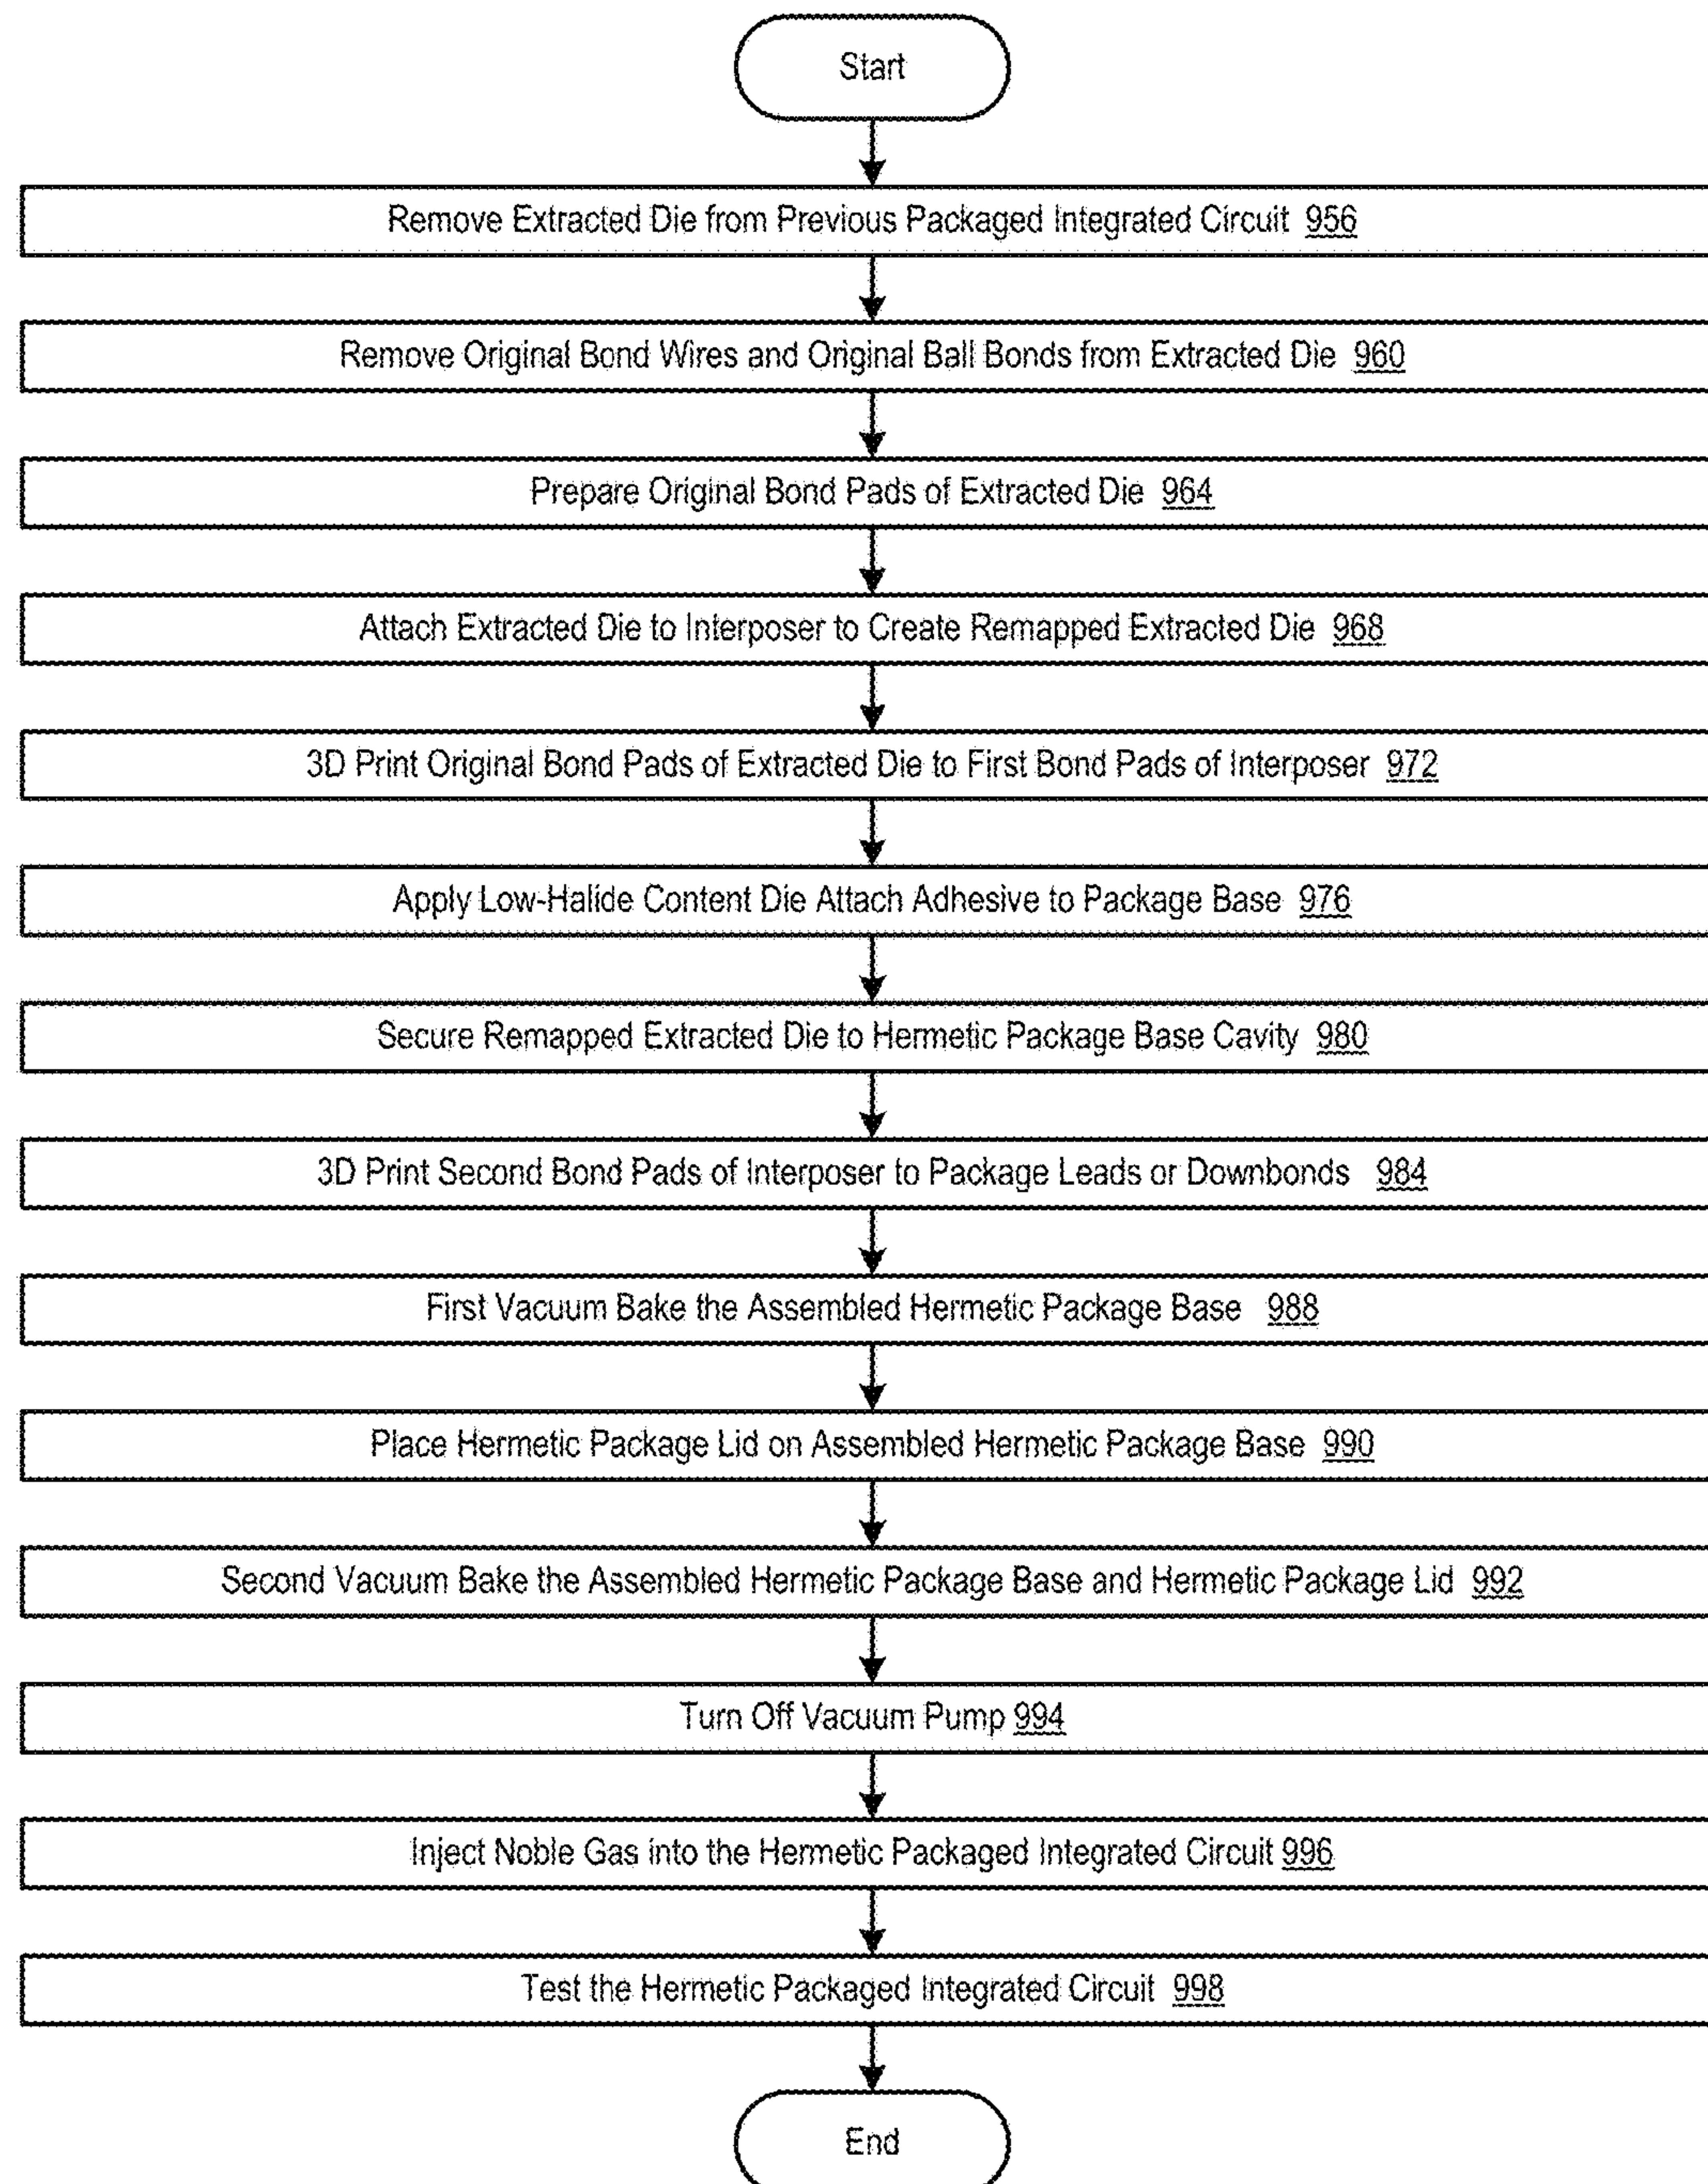 Start
Remove Extracted Die from Previous Packaged Integrated Circuit 956
Remove Original Bond Wires and Original Ball Bonds from Extracted Die 960
Prepare Original Bond Pads of Extracted Die 964
Attach Extracted Die to Interposer to Create Remapped Extracted Die 968
3D Print Original Bond Pads of Extracted Die to First Bond Pads of Interposer 972
Apply Low-Halide Content Die Attach Adhesive to Package Base 976
Secure Remapped Extracted Die to Hermetic Package Base Cavity 980
3D Print Second Bond Pads of Interposer to Package Leads or Downbonds 984
First Vacuum Bake the Assembled Hermetic Package Base 988
Place Hermetic Package Lid on Assembled Hermetic Package Base 990
Second Vacuum Bake the Assembled Hermetic Package Base and Hermetic Package Lid 992
Turn Off Vacuum Pump 994
Inject Noble Gas into the Hermetic Packaged Integrated Circuit 996
Test the Hermetic Packaged Integrated Circuit 998
End